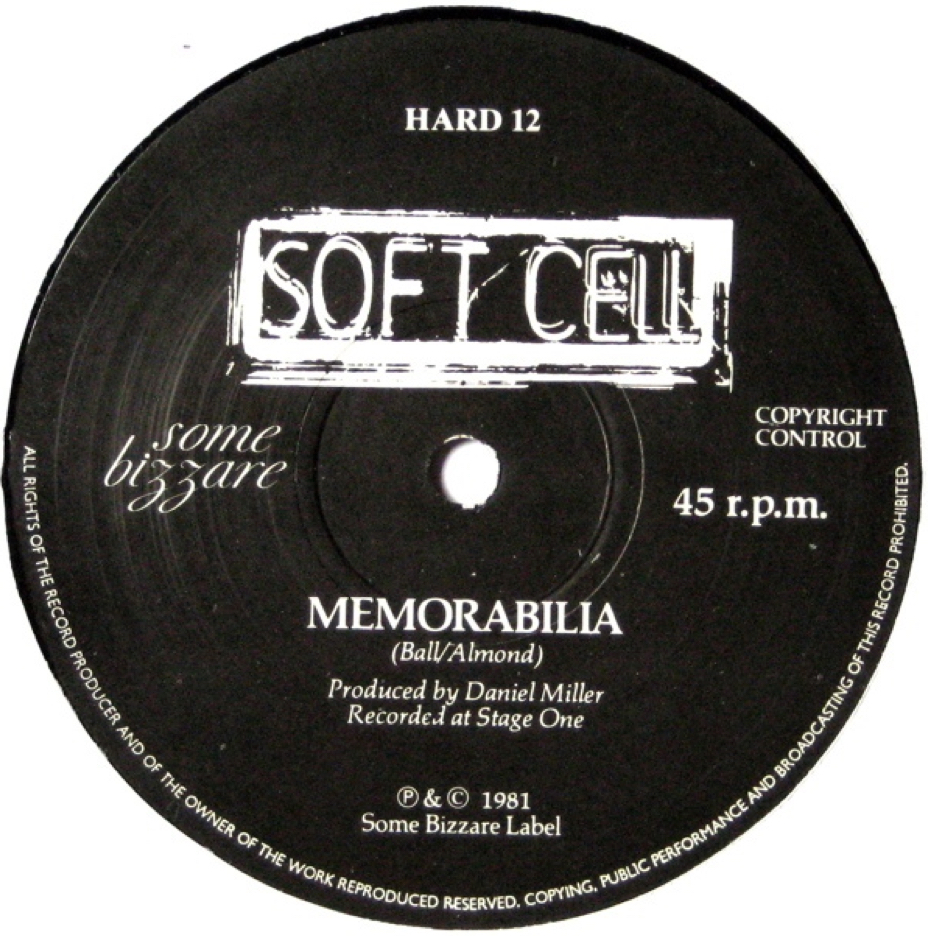 HARD 12
SOFT CELL
some
bizzare
COPYRIGHT
CONTROL
45 r.p.m.
MEMORABILIA
(Ball/Almond)
Produced by Daniel Miller
Recorded at Stage One
℗ & © 1981
Some Bizzare Label
ALL RIGHTS OF THE RECORD PRODUCER AND OF THE OWNER OF THE WORK REPRODUCED RESERVED. COPYING, PUBLIC PERFORMANCE AND BROADCASTING OF THIS RECORD PROHIBITED.